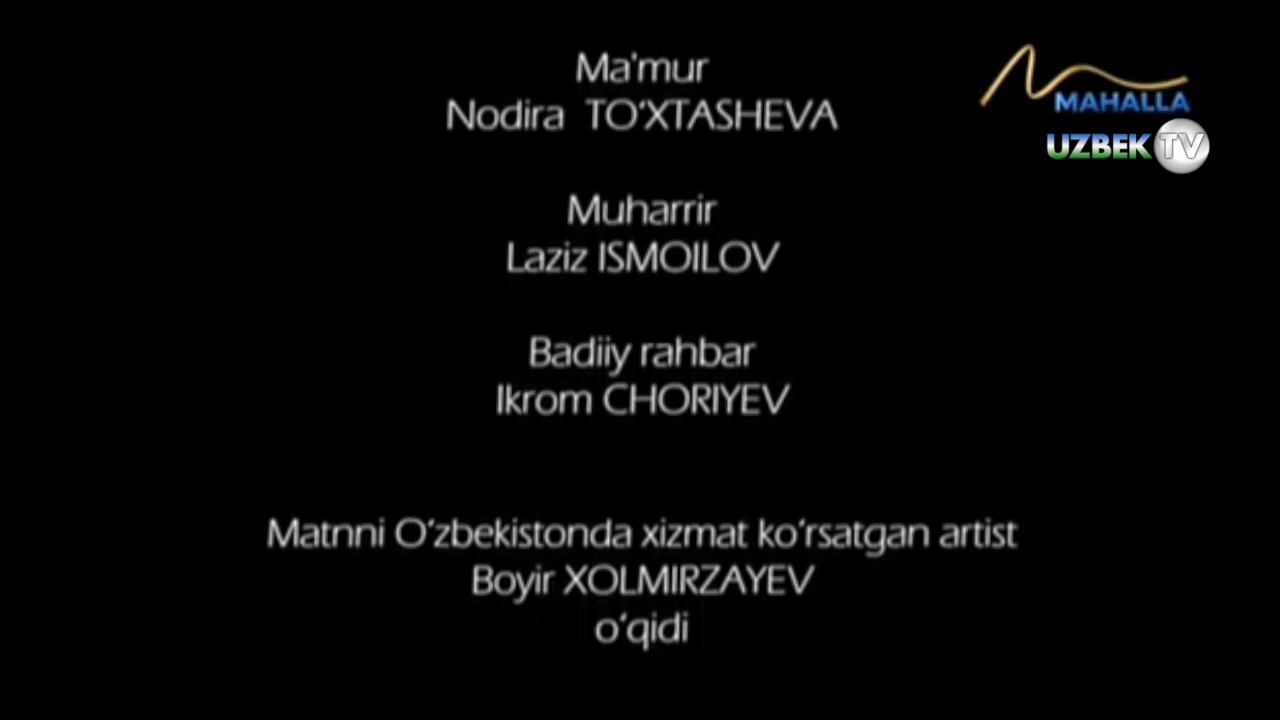 Ma'mur
Nodira TO‘XTASHEVA
MAHALLA
UZBEK TV
Muharrir
Laziz ISMOILOV
Badiiy rahbar
Ikrom CHORIYEV
Matnni O‘zbekistonda xizmat ko‘rsatgan artist
Boyir XOLMIRZAYEV
o‘qidi